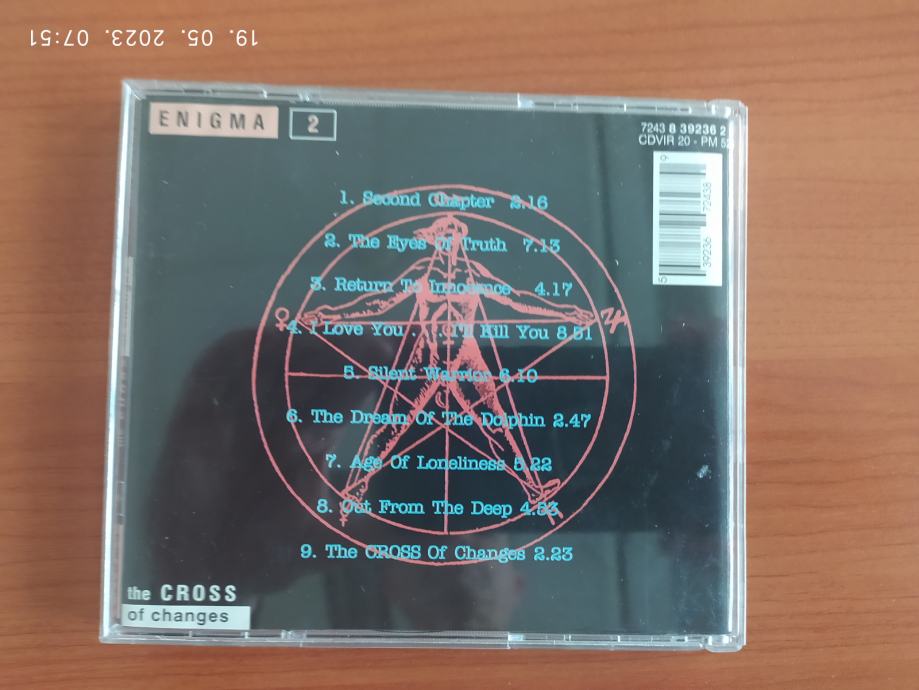 19. 05. 2023. 07:51
ENIGMA 2
7243 8 39236 2
CDVIR 20 - PM 52
1. Second Chapter 2.16
2. The Eyes Of Truth 7.13
3. Return To Innocence 4.17
4. I Love You . . . I'll Kill You 8.51
5. Silent Warrior 6.10
6. The Dream Of The Dolphin 2.47
7. Age Of Loneliness 5.22
8. Out From The Deep 4.53
9. The CROSS Of Changes 2.23
the CROSS
of changes
5 39236 72438 9